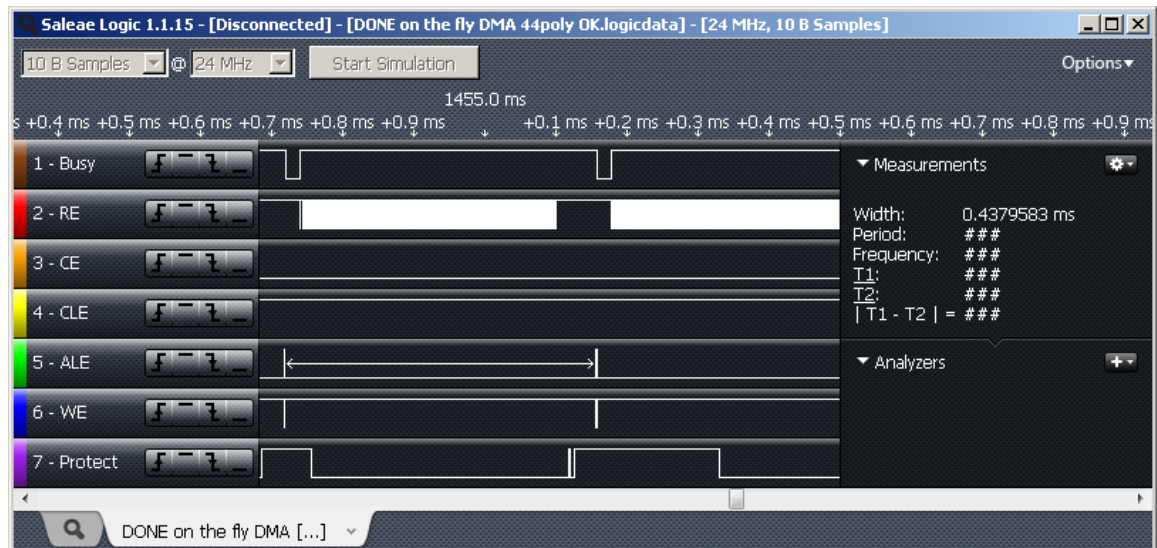 Saleae Logic 1.1.15 - [Disconnected] - [DONE on the fly DMA 44poly OK.logicdata] - [24 MHz, 10 B Samples]
10 B Samples @ 24 MHz Start Simulation Options
1455.0 ms
s +0.4 ms +0.5 ms +0.6 ms +0.7 ms +0.8 ms +0.9 ms +0.1 ms +0.2 ms +0.3 ms +0.4 ms +0.5 ms +0.6 ms +0.7 ms +0.8 ms +0.9 ms
1 - Busy
2 - RE
3 - CE
4 - CLE
5 - ALE
6 - WE
7 - Protect
Measurements
Width: 0.4379583 ms
Period: ###
Frequency: ###
T1: ###
T2: ###
| T1 - T2 | = ###
Analyzers
DONE on the fly DMA [...]